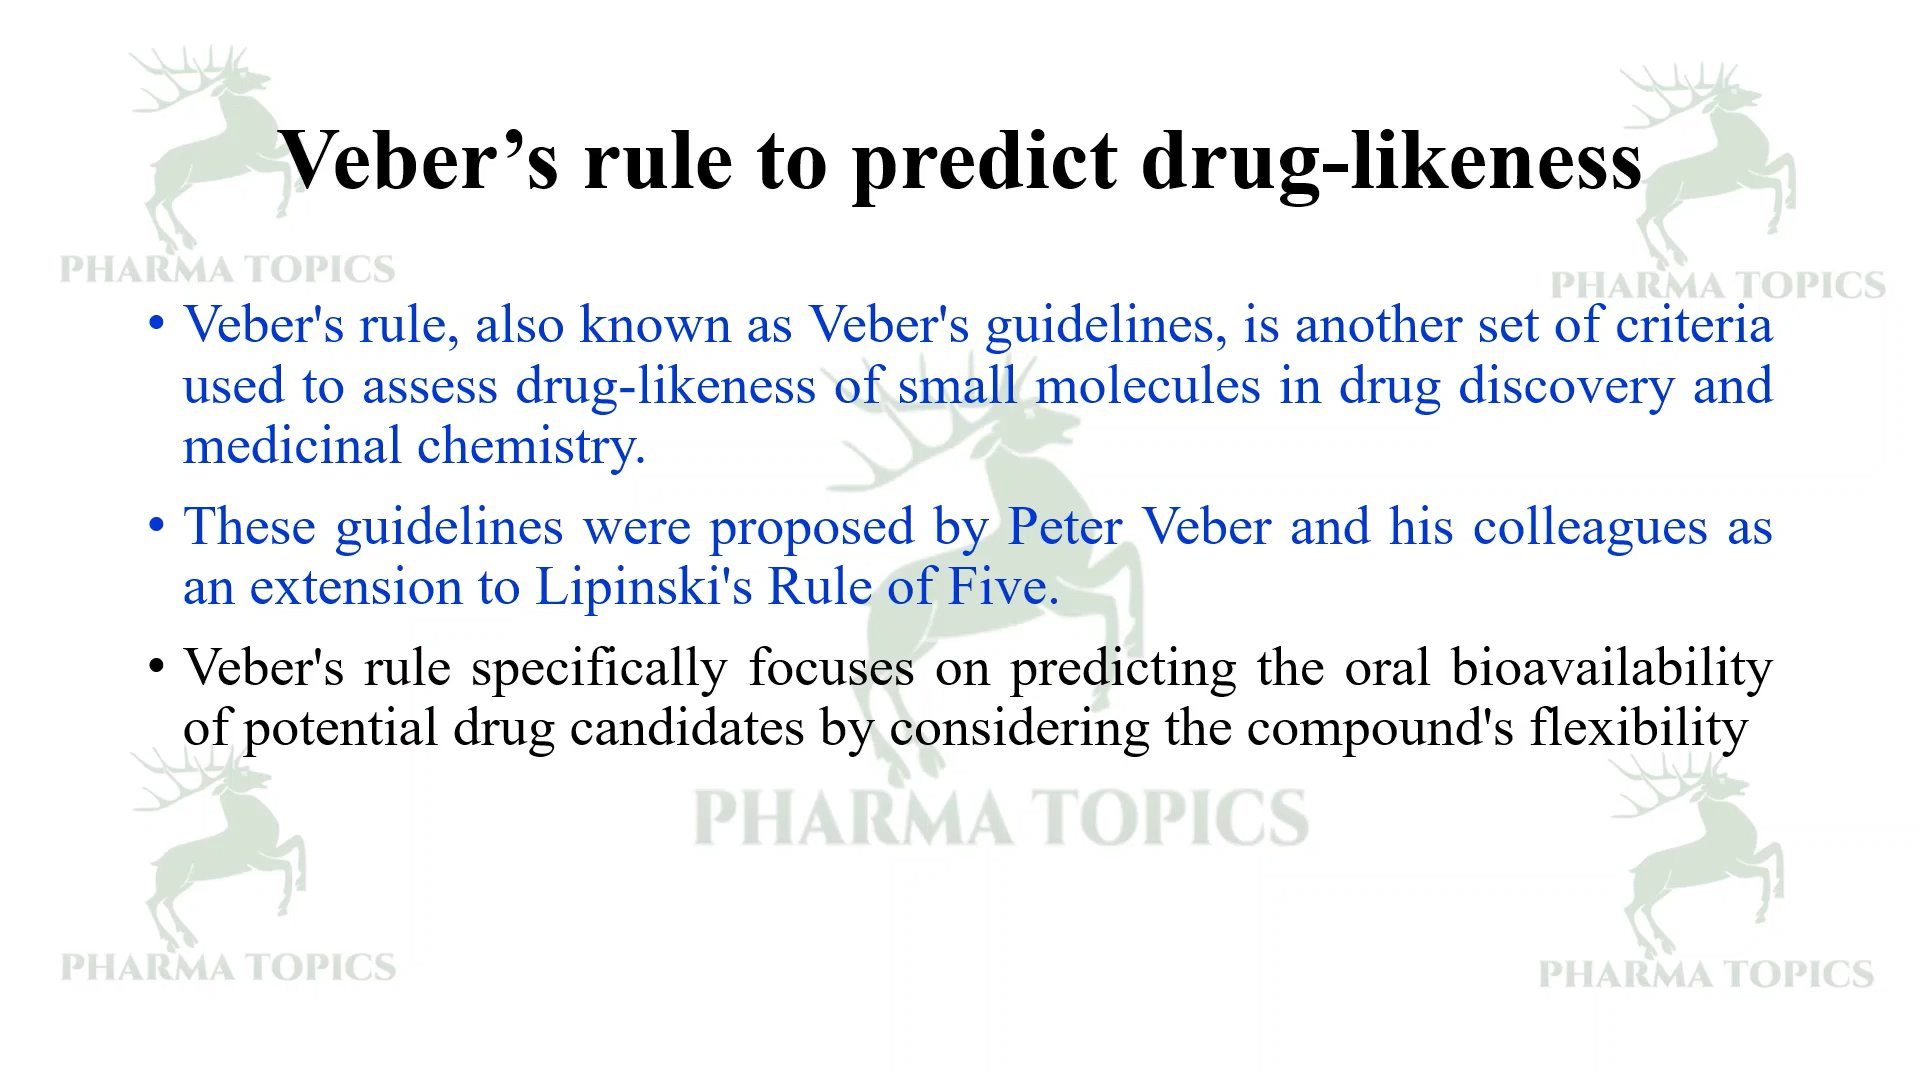 PHARMA TOPICS
PHARMA TOPICS
Veber’s rule to predict drug-likeness
• Veber's rule, also known as Veber's guidelines, is another set of criteria
used to assess drug-likeness of small molecules in drug discovery and
medicinal chemistry.
• These guidelines were proposed by Peter Veber and his colleagues as
an extension to Lipinski's Rule of Five.
• Veber's rule specifically focuses on predicting the oral bioavailability
of potential drug candidates by considering the compound's flexibility
PHARMA TOPICS
PHARMA TOPICS
PHARMA TOPICS